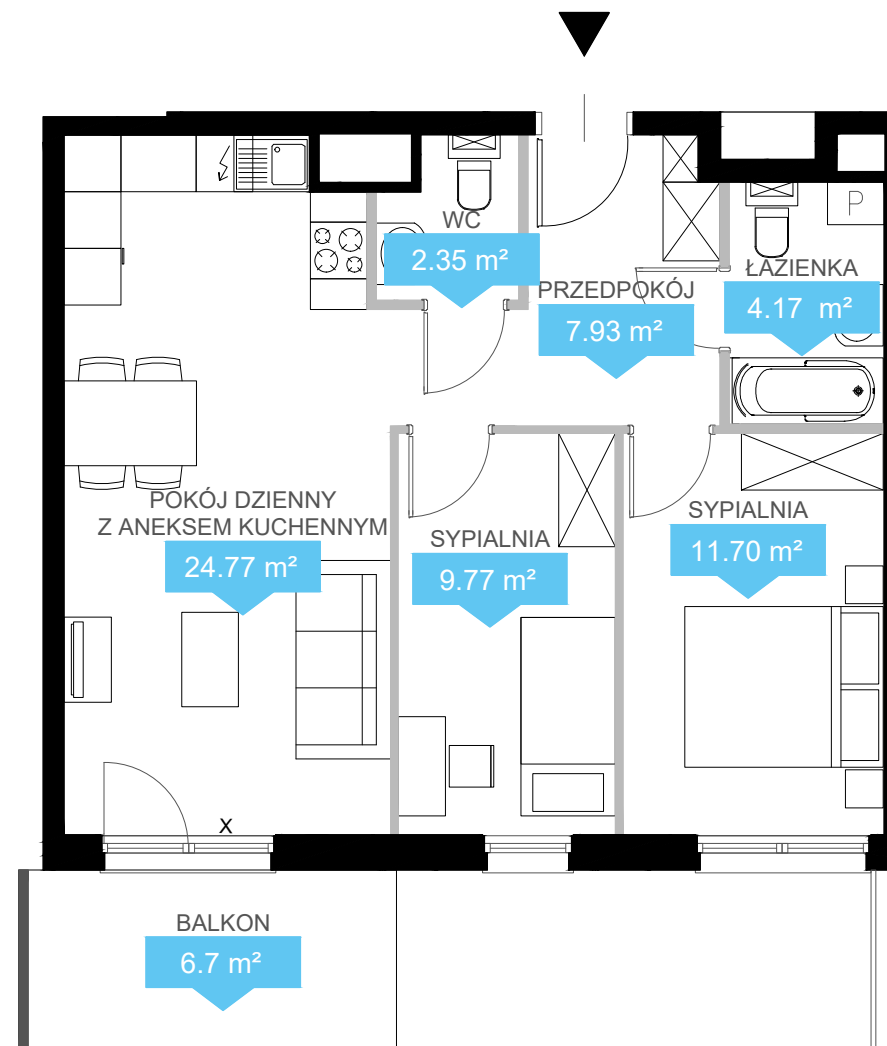 WC
2.35 m²
PRZEDPOKÓJ
7.93 m²
P
ŁAZIENKA
4.17 m²
POKÓJ DZIENNY
Z ANEKSEM KUCHENNYM
24.77 m²
SYPIALNIA
9.77 m²
SYPIALNIA
11.70 m²
X
BALKON
6.7 m²